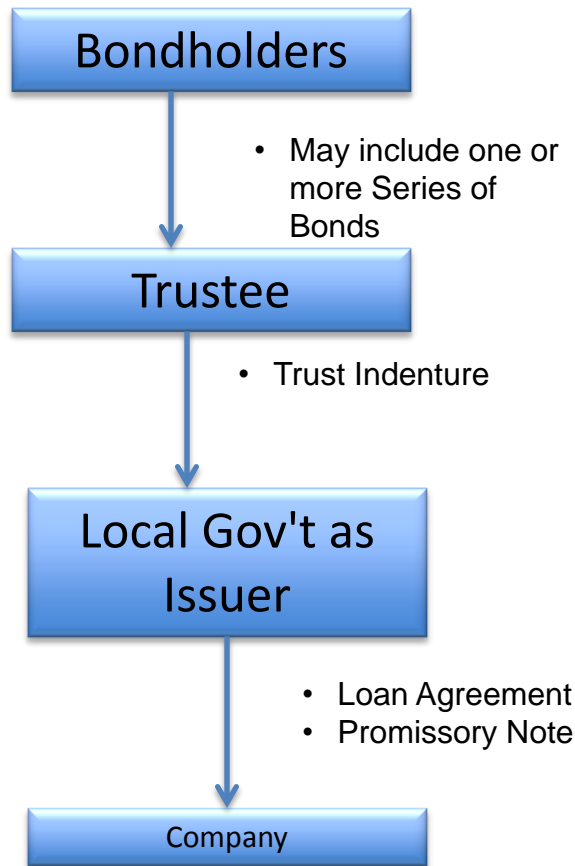 Bondholders
• May include one or
more Series of
Bonds
Trustee
• Trust Indenture
Local Gov't as
Issuer
• Loan Agreement
• Promissory Note
Company